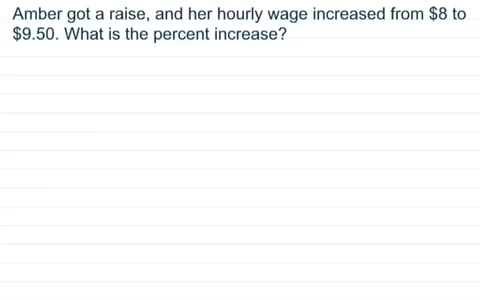 Amber got a raise, and her hourly wage increased from $8 to
$9.50. What is the percent increase?